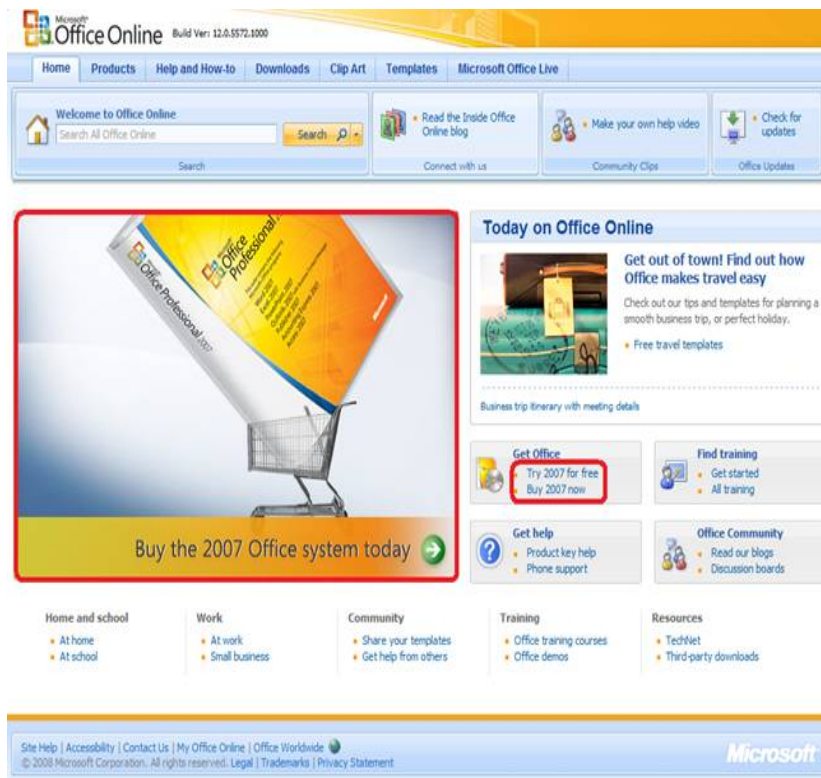 Microsoft
Office Online Build Ver: 12.0.5572.1000
Home Products Help and How-to Downloads Clip Art Templates Microsoft Office Live
Welcome to Office Online
Search All Office Online
Search
Search
Read the Inside Office
Online blog
Connect with us
Make your own help video
Community Clips
Check for
updates
Office Updates
Microsoft
Office
Professional 2007
Office Professional 2007
Microsoft
Buy the 2007 Office system today
Today on Office Online
Get out of town! Find out how
Office makes travel easy
Check out our tips and templates for planning a
smooth business trip, or perfect holiday.
Free travel templates
Business trip itinerary with meeting details
Get Office
Try 2007 for free
Buy 2007 now
Find training
Get started
All training
Get help
Product key help
Phone support
Office Community
Read our blogs
Discussion boards
Home and school
At home
At school
Work
At work
Small business
Community
Share your templates
Get help from others
Training
Office training courses
Office demos
Resources
TechNet
Third-party downloads
Site Help | Accessibility | Contact Us | My Office Online | Office Worldwide
© 2008 Microsoft Corporation. All rights reserved. Legal | Trademarks | Privacy Statement
Microsoft